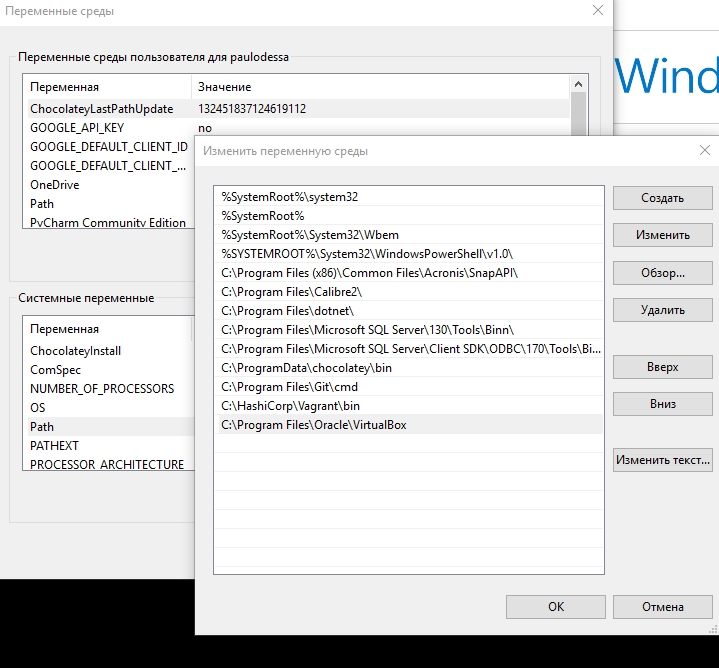 Переменные среды
Wind
Переменные среды пользователя для paulodessa
Переменная Значение
ChocolateyLastPathUpdate 132451837124619112
GOOGLE_API_KEY no
GOOGLE_DEFAULT_CLIENT_ID
GOOGLE_DEFAULT_CLIENT_...
OneDrive
Path
PyCharm Community Edition
Системные переменные
Переменная
ChocolateyInstall
ComSpec
NUMBER_OF_PROCESSORS
OS
Path
PATHEXT
PROCESSOR_ARCHITECTURE
Изменить переменную среды
%SystemRoot%\system32
%SystemRoot%
%SystemRoot%\System32\Wbem
%SYSTEMROOT%\System32\WindowsPowerShell\v1.0\
C:\Program Files (x86)\Common Files\Acronis\SnapAPI\
C:\Program Files\Calibre2\
C:\Program Files\dotnet\
C:\Program Files\Microsoft SQL Server\130\Tools\Binn\
C:\Program Files\Microsoft SQL Server\Client SDK\ODBC\170\Tools\Bi...
C:\ProgramData\chocolatey\bin
C:\Program Files\Git\cmd
C:\HashiCorp\Vagrant\bin
C:\Program Files\Oracle\VirtualBox
Создать
Изменить
Обзор...
Удалить
Вверх
Вниз
Изменить текст...
ОК
Отмена